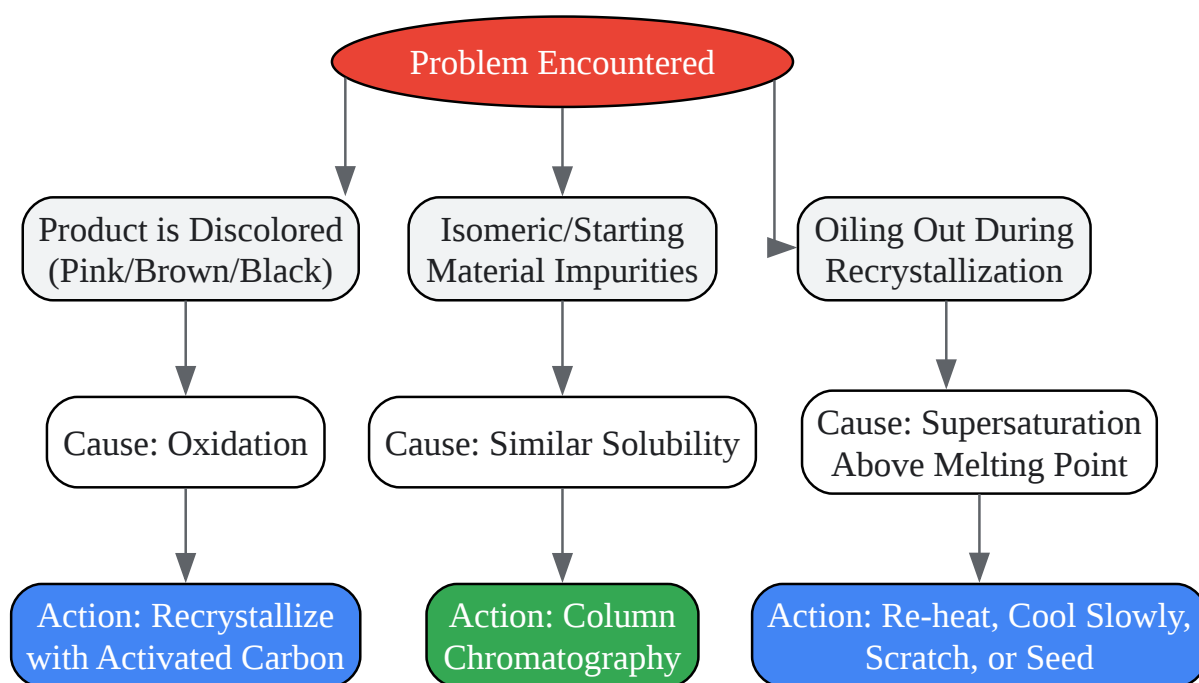 Problem Encountered
Product is Discolored
(Pink/Brown/Black)
Isomeric/Starting
Material Impurities
Oiling Out During
Recrystallization
Cause: Oxidation
Cause: Similar Solubility
Cause: Supersaturation
Above Melting Point
Action: Recrystallize
with Activated Carbon
Action: Column
Chromatography
Action: Re-heat, Cool Slowly,
Scratch, or Seed